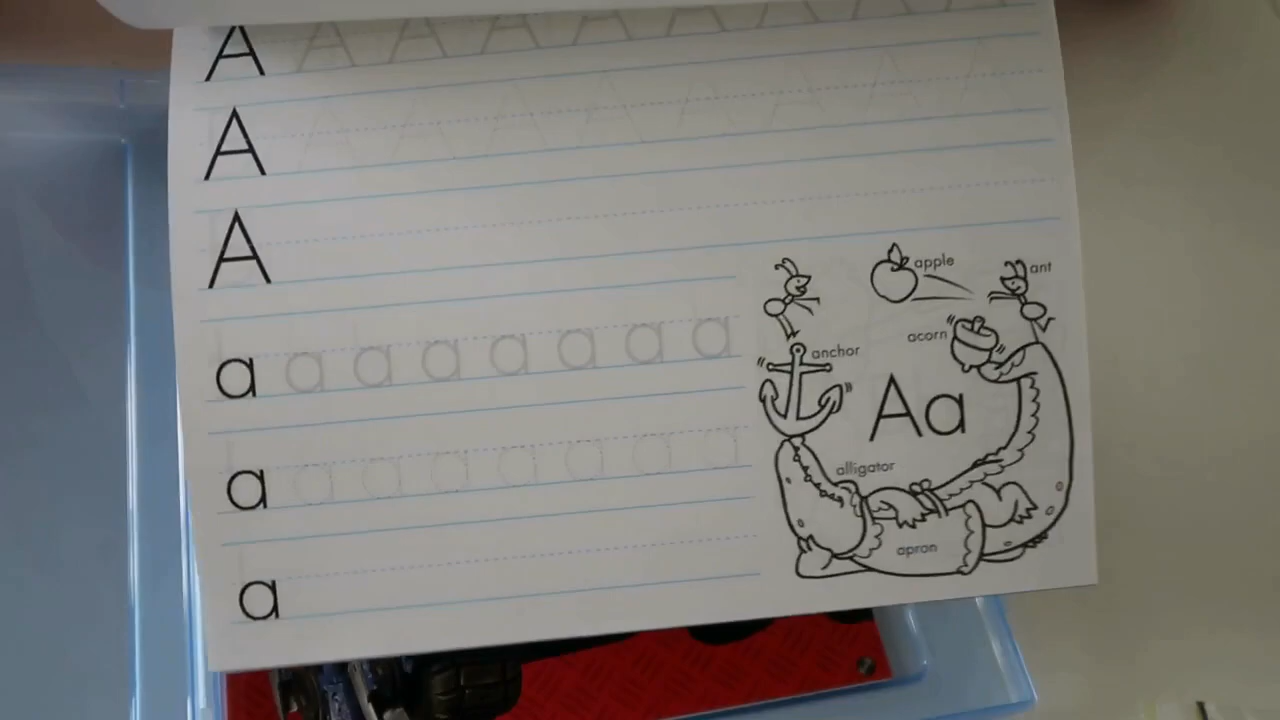 A A A A A A A A A
A A A A A A A A A
A
a a a a a a a a
a a a a a a a a
a
apple
ant
acorn
anchor
Aa
alligator
apron